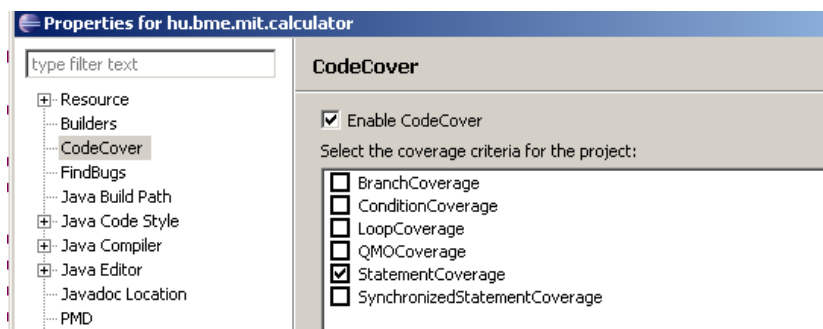 Properties for hu.bme.mit.calculator
type filter text
Resource
Builders
CodeCover
FindBugs
Java Build Path
Java Code Style
Java Compiler
Java Editor
Javadoc Location
PMD
CodeCover
Enable CodeCover
Select the coverage criteria for the project:
BranchCoverage
ConditionCoverage
LoopCoverage
QMOCoverage
StatementCoverage
SynchronizedStatementCoverage